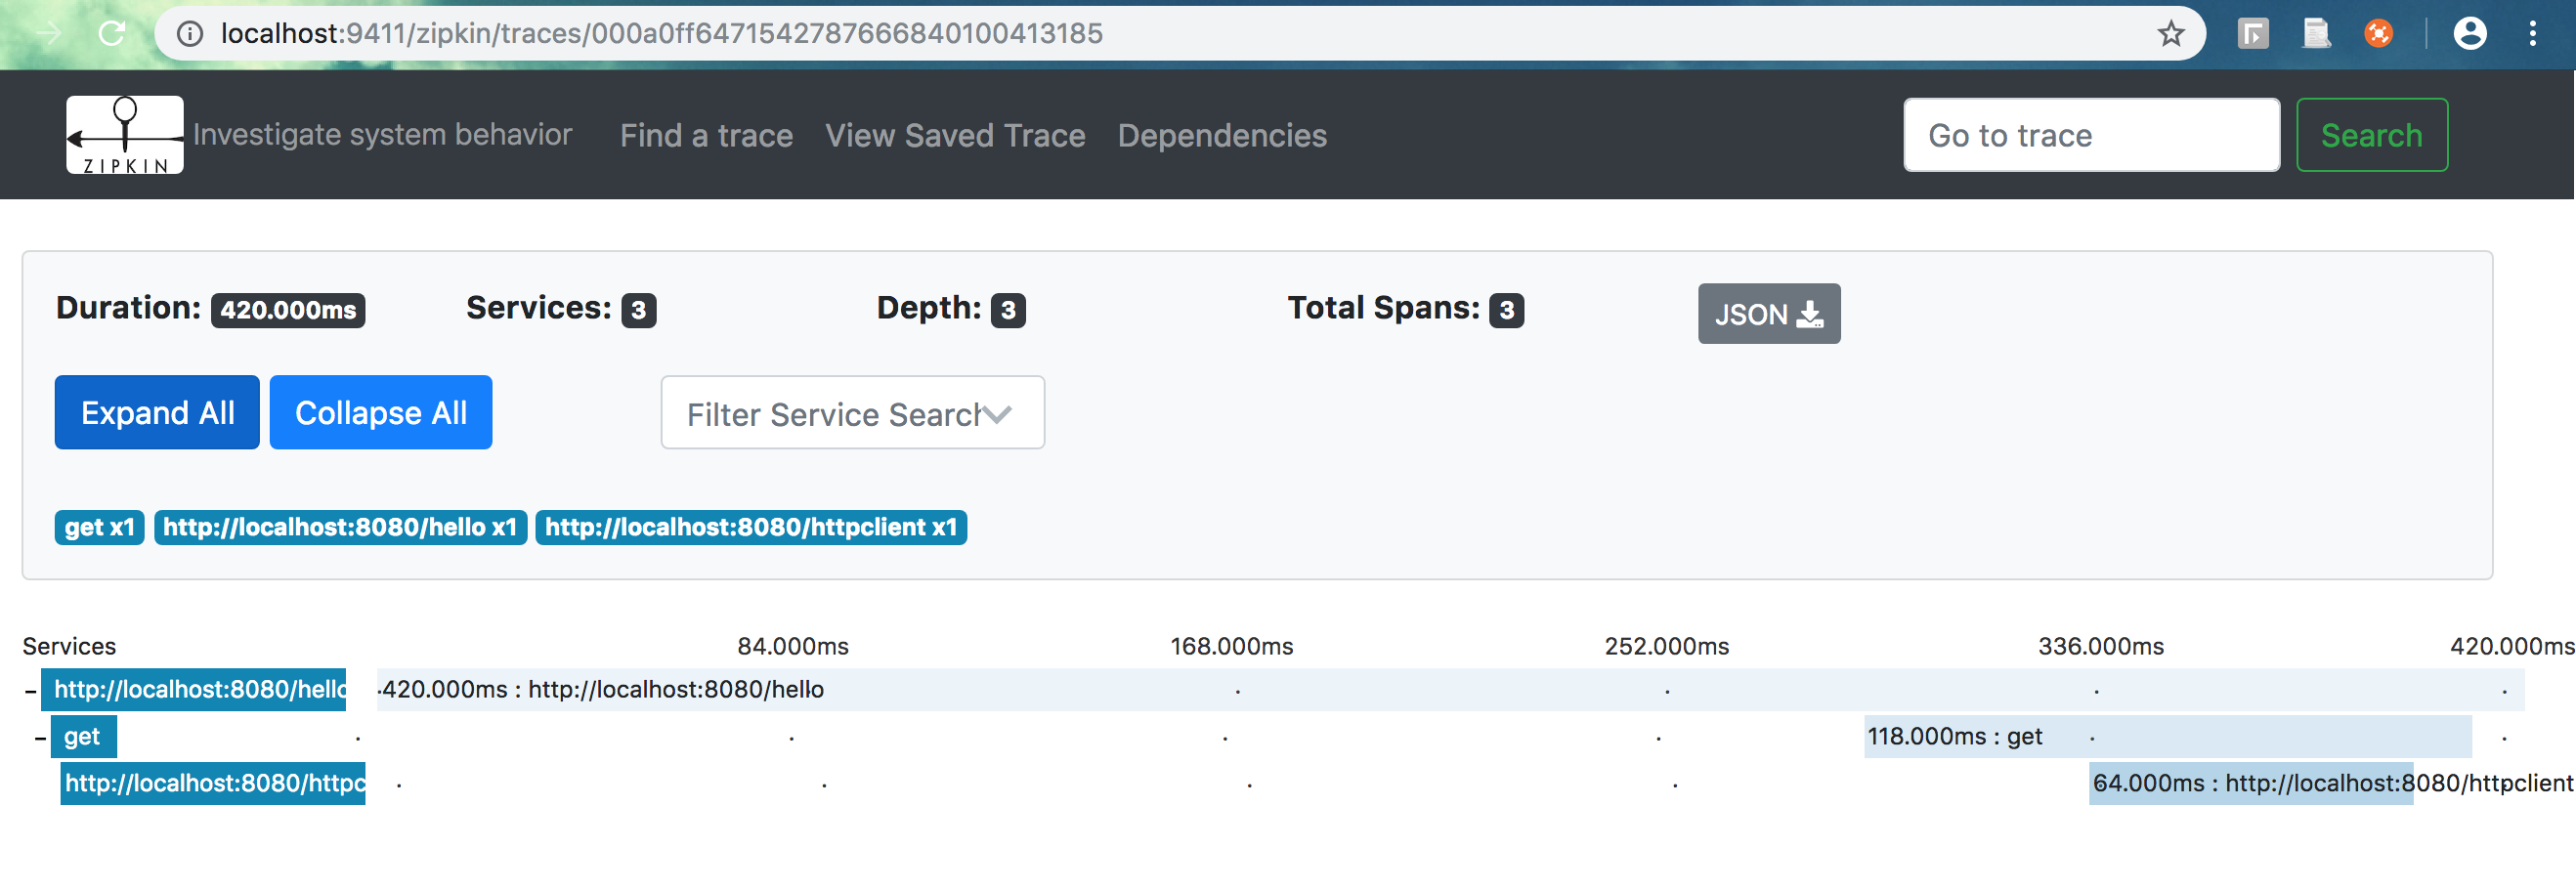 localhost:9411/zipkin/traces/000a0ff64715427876668401​00413185
ZIPKIN
Investigate system behavior Find a trace View Saved Trace Dependencies Go to trace Search
Duration: 420.000ms Services: 3 Depth: 3 Total Spans: 3 JSON
Expand All Collapse All Filter Service Search
get x1 http://localhost:8080/hello x1 http://localhost:8080/httpclient x1
Services 84.000ms 168.000ms 252.000ms 336.000ms 420.000ms
http://localhost:8080/hello 420.000ms : http://localhost:8080/hello
get 118.000ms : get
http://localhost:8080/httpc 64.000ms : http://localhost:8080/httpclient